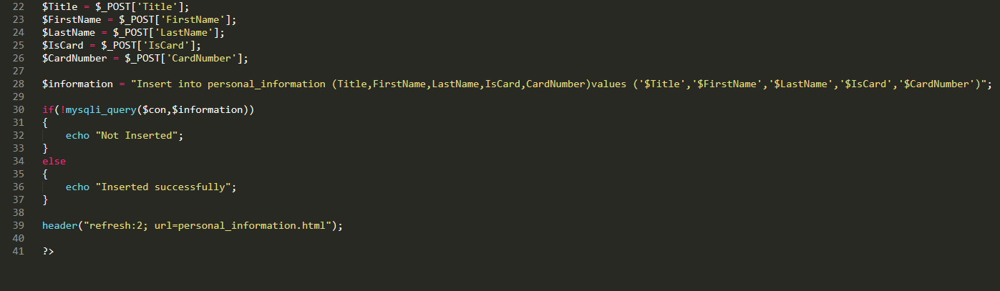 22 $Title = $_POST['Title'];
23 $FirstName = $_POST['FirstName'];
24 $LastName = $_POST['LastName'];
25 $IsCard = $_POST['IsCard'];
26 $CardNumber = $_POST['CardNumber'];
27
28 $information = "Insert into personal_information (Title,FirstName,LastName,IsCard,CardNumber)values ('$Title','$FirstName','$LastName','$IsCard','$CardNumber')";
29
30 if(!mysqli_query($con,$information))
31 {
32     echo "Not Inserted";
33 }
34 else
35 {
36     echo "Inserted successfully";
37 }
38
39 header("refresh:2; url=personal_information.html");
40
41 ?>